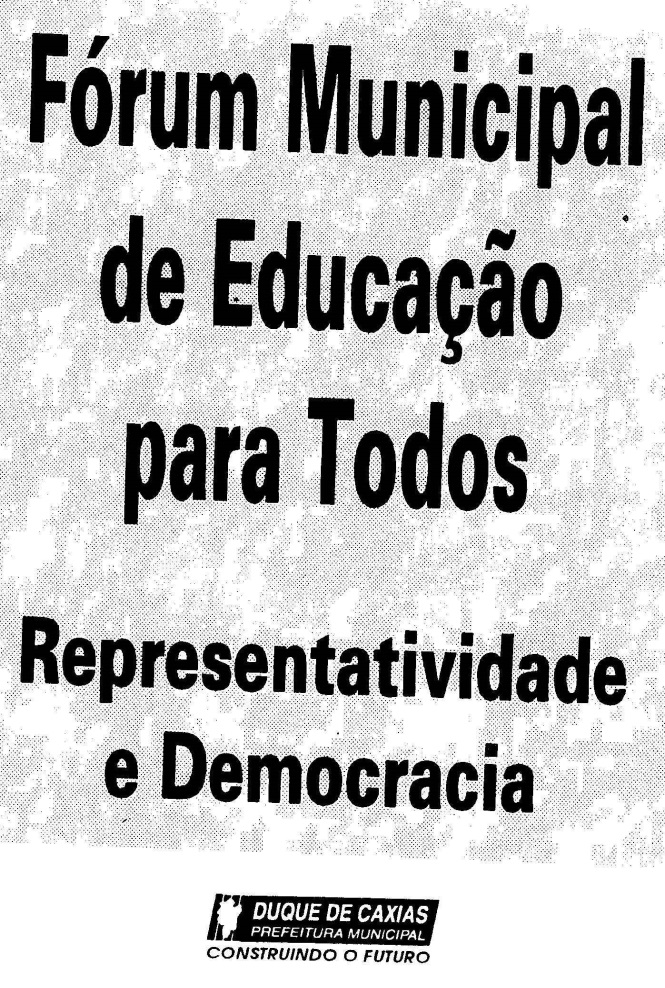 Fórum Municipal
de Educação
para Todos
Representatividade
e Democracia
DUQUE DE CAXIAS
PREFEITURA MUNICIPAL
CONSTRUINDO O FUTURO